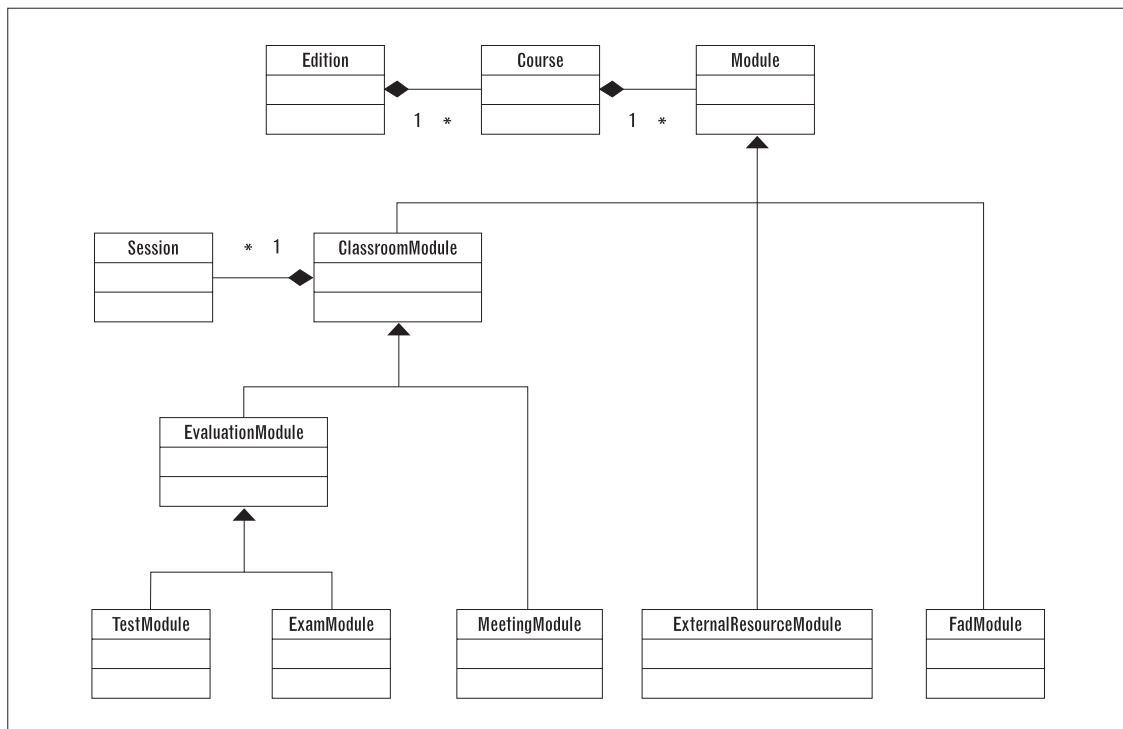 Edition
Course
Module
1 *
1 *
Session
* 1
ClassroomModule
EvaluationModule
TestModule
ExamModule
MeetingModule
ExternalResourceModule
FadModule